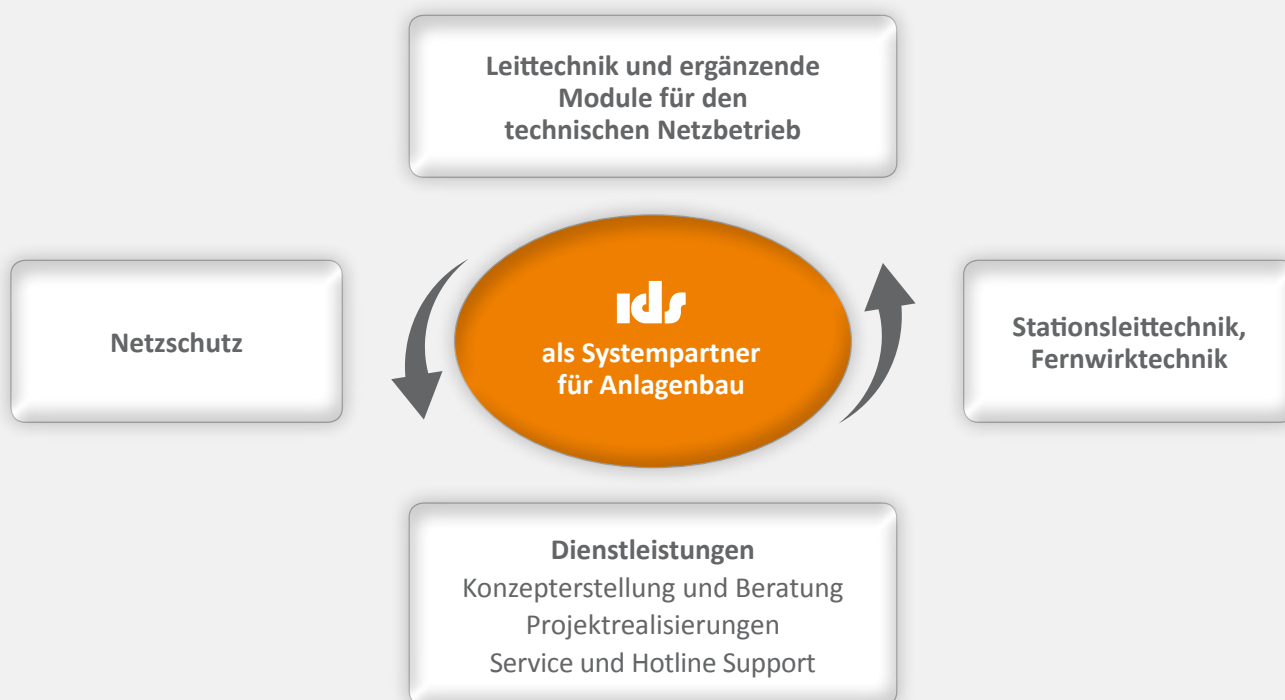 Leittechnik und ergänzende
Module für den
technischen Netzbetrieb
Netzschutz
ids
als Systempartner
für Anlagenbau
Stationsleittechnik,
Fernwirktechnik
Dienstleistungen
Konzepterstellung und Beratung
Projektrealisierungen
Service und Hotline Support